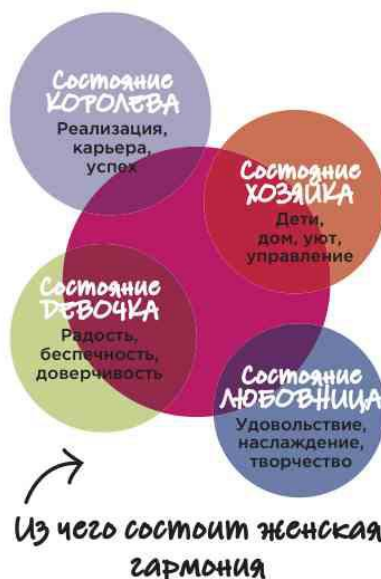 Состояние
КОРОЛЕВА
Реализация,
карьера,
успех
Состояние
ХОЗЯЙКА
Дети,
дом, уют,
управление
Состояние
ДЕВОЧКА
Радость,
беспечность,
доверчивость
Состояние
ЛЮБОВНИЦА
Удовольствие,
наслаждение,
творчество
Из чего состоит женская
гармония